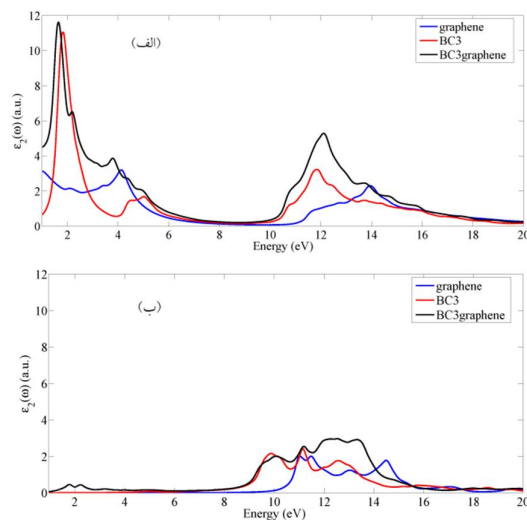 12
10
8
6
4
2
0
ε2(ω) (a.u.)
(الف)
graphene
BC3
BC3graphene
2 4 6 8 10 12 14 16 18 20
Energy (eV)
12
10
8
6
4
2
0
ε2(ω) (a.u.)
(ب)
graphene
BC3
BC3graphene
2 4 6 8 10 12 14 16 18 20
Energy (eV)